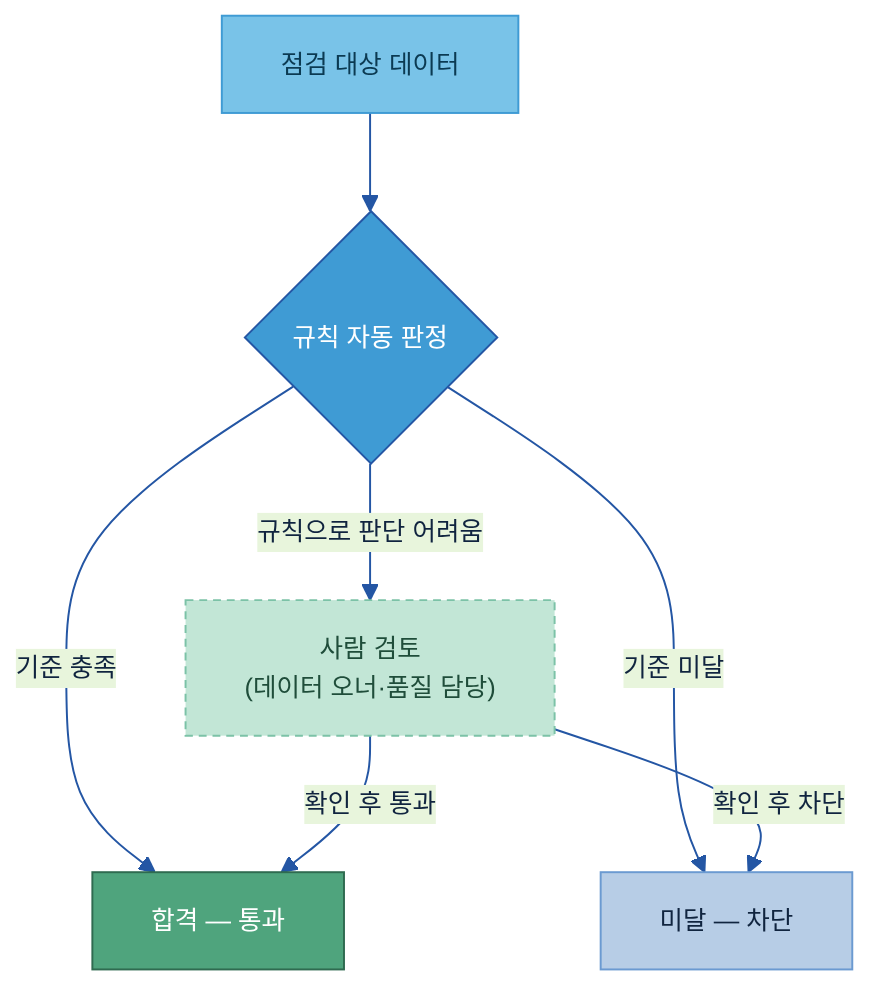 점검 대상 데이터
규칙 자동 판정
규칙으로 판단 어려움
사람 검토
(데이터 오너·품질 담당)
기준 충족
기준 미달
확인 후 통과
확인 후 차단
합격 — 통과
미달 — 차단